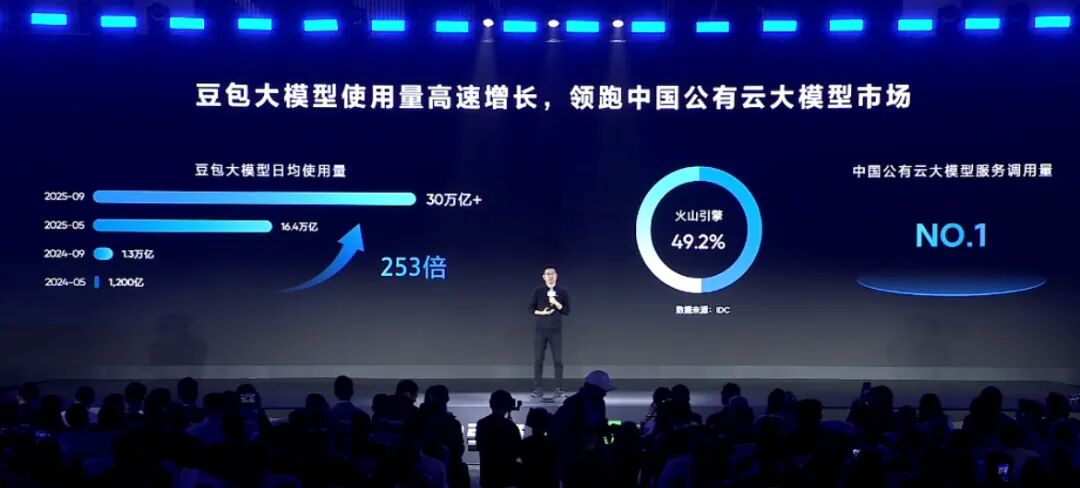 豆包大模型使用量高速增长，领跑中国公有云大模型市场
豆包大模型日均使用量
2025-09 30万亿+
2025-05 16.4万亿
2024-09 1.3万亿
2024-05 1,200亿
253倍
火山引擎
49.2%
数据来源：IDC
中国公有云大模型服务调用量
NO.1